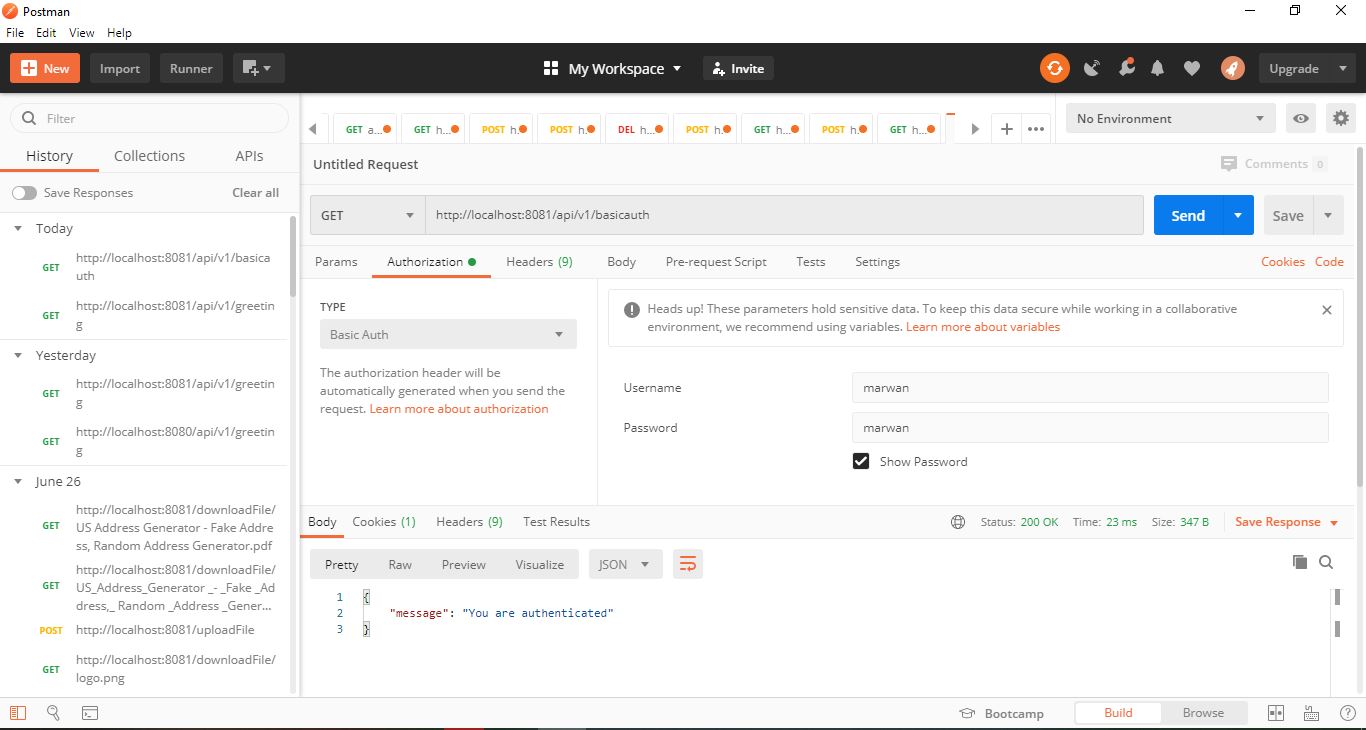 Postman
File Edit View Help
New Import Runner My Workspace Invite Upgrade
Filter
History Collections APIs
Save Responses Clear all
Today
GET http://localhost:8081/api/v1/basica
uth
GET http://localhost:8081/api/v1/greetin
g
Yesterday
GET http://localhost:8081/api/v1/greetin
g
GET http://localhost:8080/api/v1/greetin
g
June 26
GET http://localhost:8081/downloadFile/
US Address Generator - Fake Addre
ss, Random Address Generator.pdf
GET http://localhost:8081/downloadFile/
US_Address_Generator _- _Fake _Ad
dress,_ Random _Address _Gener...
POST http://localhost:8081/uploadFile
GET http://localhost:8081/downloadFile/
logo.png
GET a... GET h... POST h. POST h. DEL h... POST h. GET h... POST h. GET h...
No Environment
Untitled Request
Comments 0
GET http://localhost:8081/api/v1/basicauth Send Save
Params Authorization Headers (9) Body Pre-request Script Tests Settings Cookies Code
TYPE
Basic Auth
The authorization header will be
automatically generated when you send the
request. Learn more about authorization
Heads up! These parameters hold sensitive data. To keep this data secure while working in a collaborative
environment, we recommend using variables. Learn more about variables
Username marwan
Password marwan
Show Password
Body Cookies (1) Headers (9) Test Results Status: 200 OK Time: 23 ms Size: 347 B Save Response
Pretty Raw Preview Visualize JSON
1 {
2 "message": "You are authenticated"
3 }
Bootcamp Build Browse